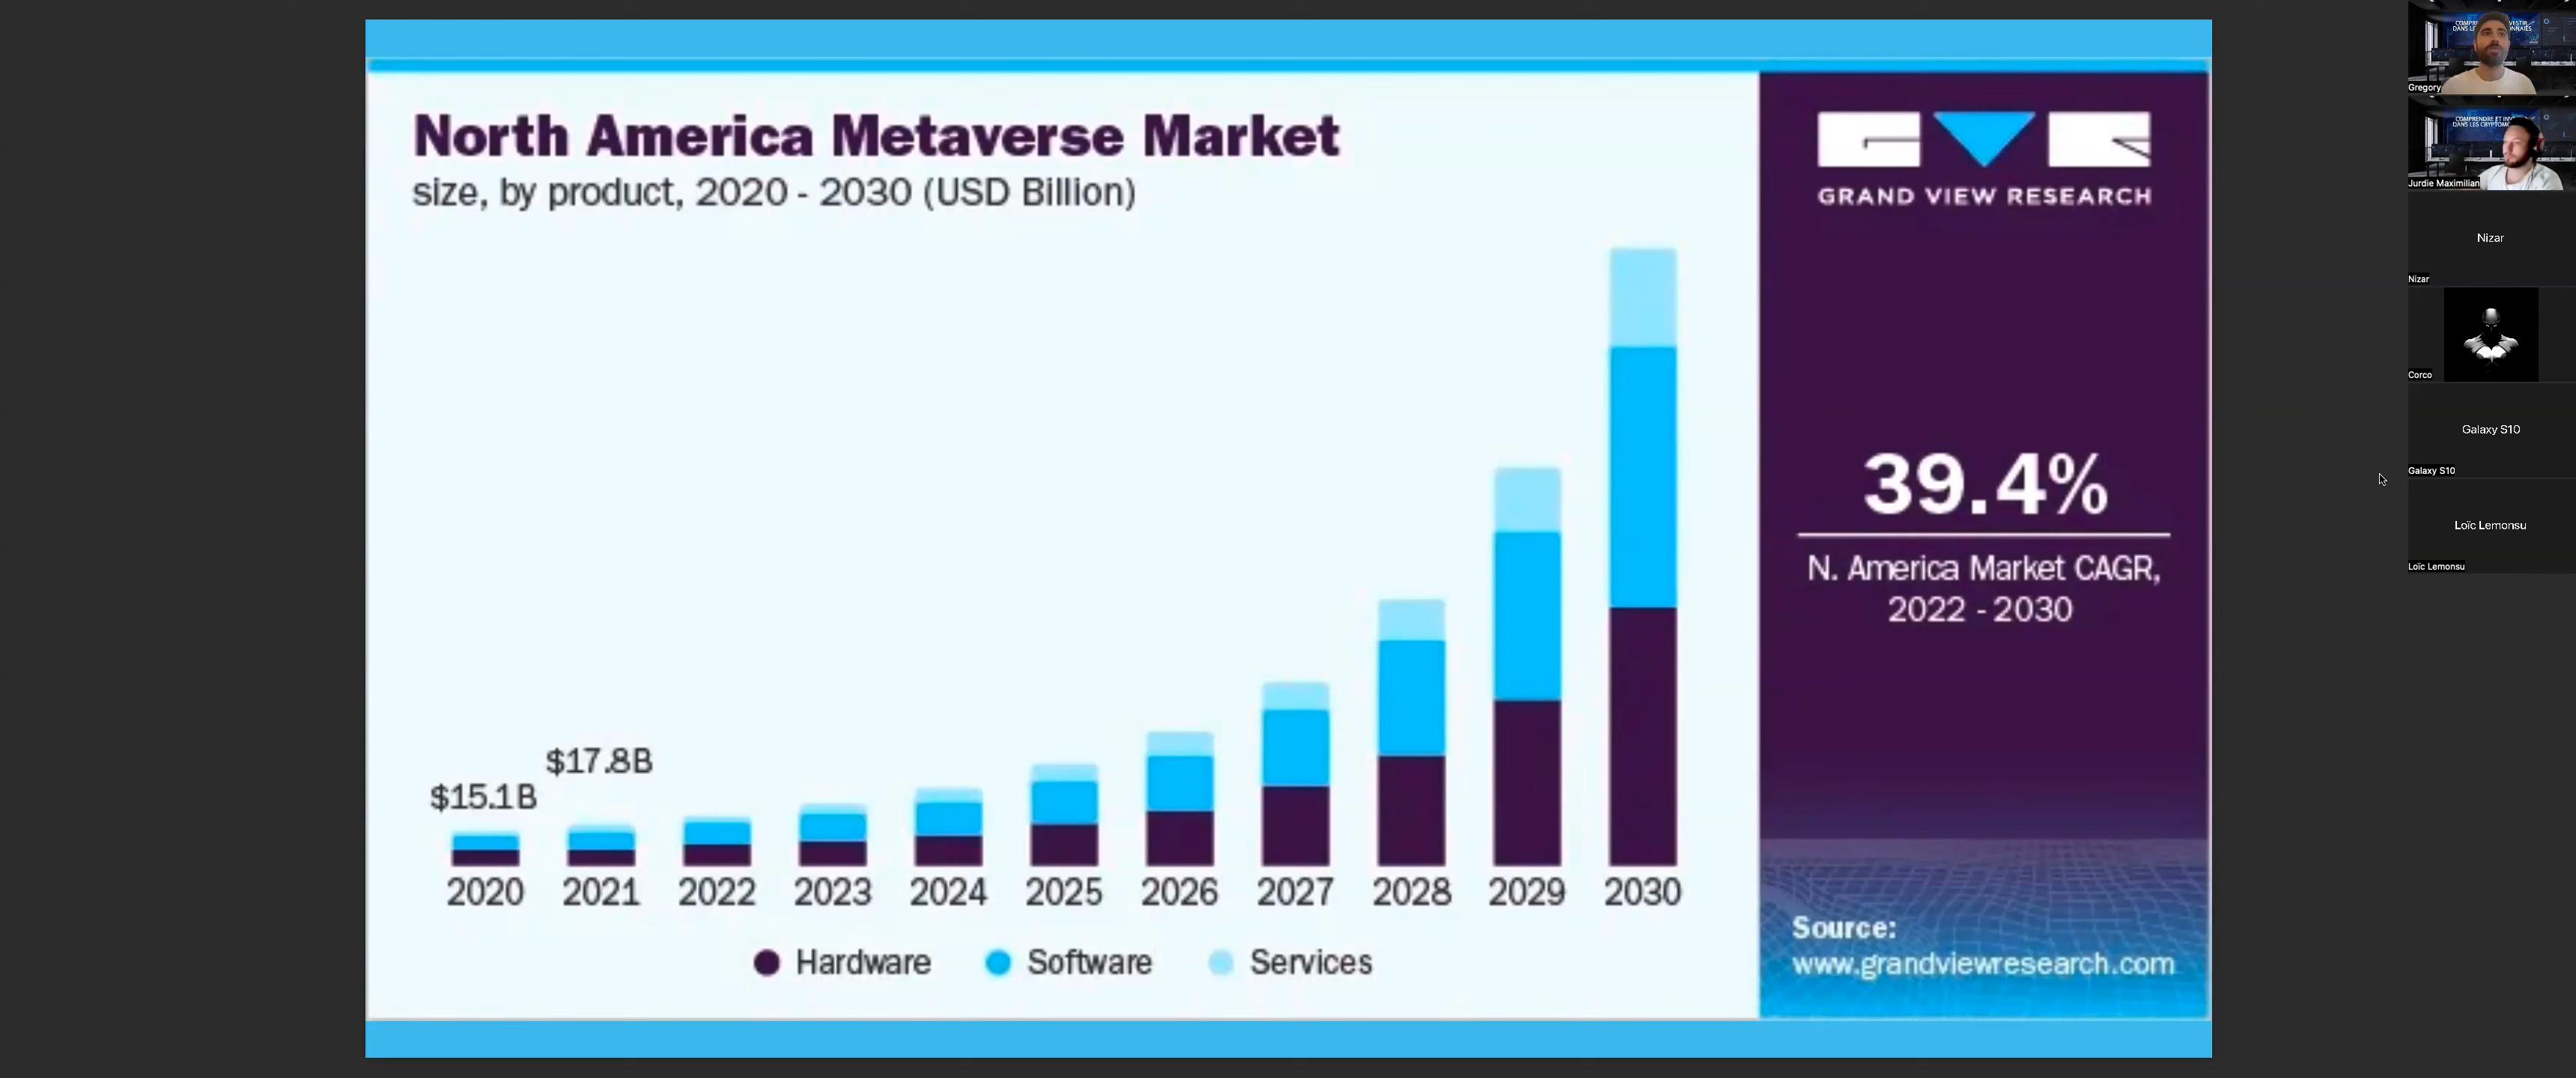 North America Metaverse Market
size, by product, 2020 - 2030 (USD Billion)
$15.1B
$17.8B
2020 2021 2022 2023 2024 2025 2026 2027 2028 2029 2030
Hardware Software Services
GRAND VIEW RESEARCH
39.4%
N. America Market CAGR,
2022 - 2030
Source:
www.grandviewresearch.com
Gregory
Jurdie Maximilian
Nizar
Nizar
Corco
Galaxy S10
Galaxy S10
Loïc Lemonsu
Loïc Lemonsu